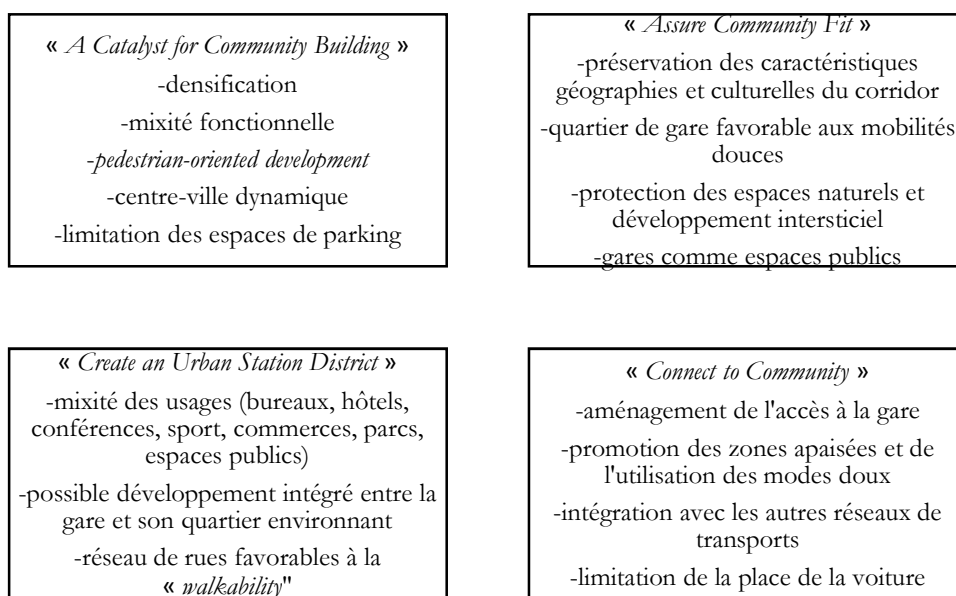 « A Catalyst for Community Building »
-densification
-mixité fonctionnelle
-pedestrian-oriented development
-centre-ville dynamique
-limitation des espaces de parking
« Assure Community Fit »
-préservation des caractéristiques
géographies et culturelles du corridor
-quartier de gare favorable aux mobilités
douces
-protection des espaces naturels et
développement intersticiel
-gares comme espaces publics
« Create an Urban Station District »
-mixité des usages (bureaux, hôtels,
conférences, sport, commerces, parcs,
espaces publics)
-possible développement intégré entre la
gare et son quartier environnant
-réseau de rues favorables à la
« walkability"
« Connect to Community »
-aménagement de l'accès à la gare
-promotion des zones apaisées et de
l'utilisation des modes doux
-intégration avec les autres réseaux de
transports
-limitation de la place de la voiture